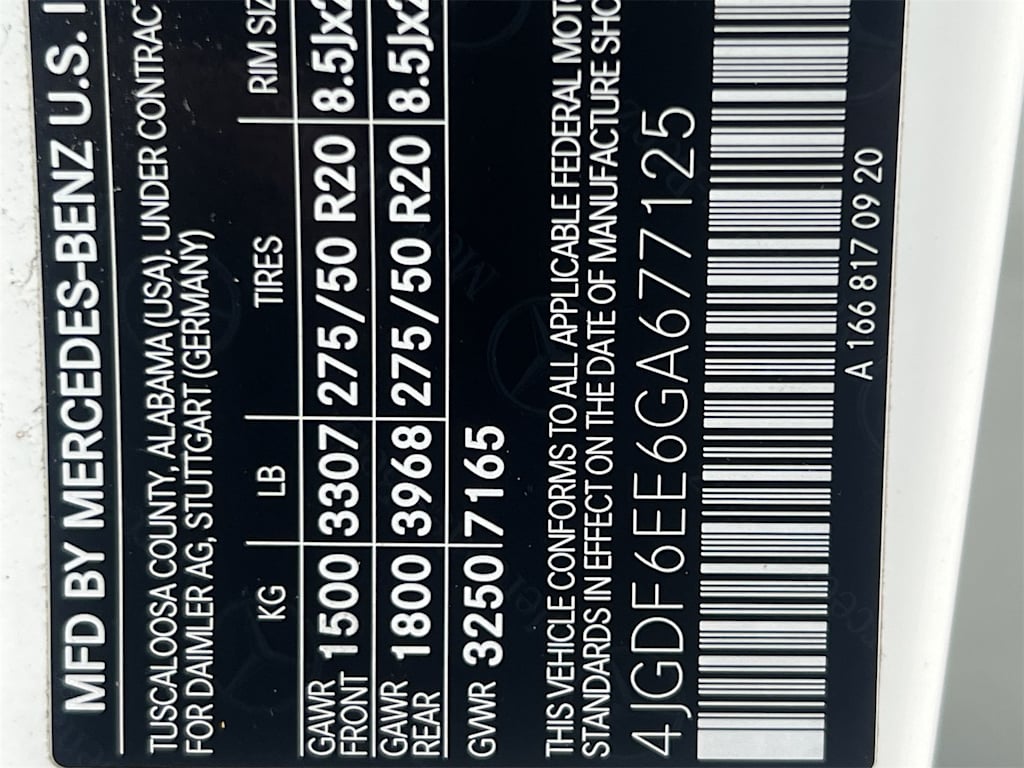 MFD BY MERCEDES-BENZ U.S.
TUSCALOOSA COUNTY, ALABAMA (USA), UNDER CONTRACT
FOR DAIMLER AG, STUTTGART (GERMANY)
KG LB TIRES RIM SIZ
GAWR FRONT 1500 3307 275/50 R20 8.5Jx2
GAWR REAR 1800 3968 275/50 R20 8.5Jx2
GVWR 3250 7165
THIS VEHICLE CONFORMS TO ALL APPLICABLE FEDERAL MOTO
STANDARDS IN EFFECT ON THE DATE OF MANUFACTURE SHO
4JGDF6EE6GA677125
A 166 817 09 20